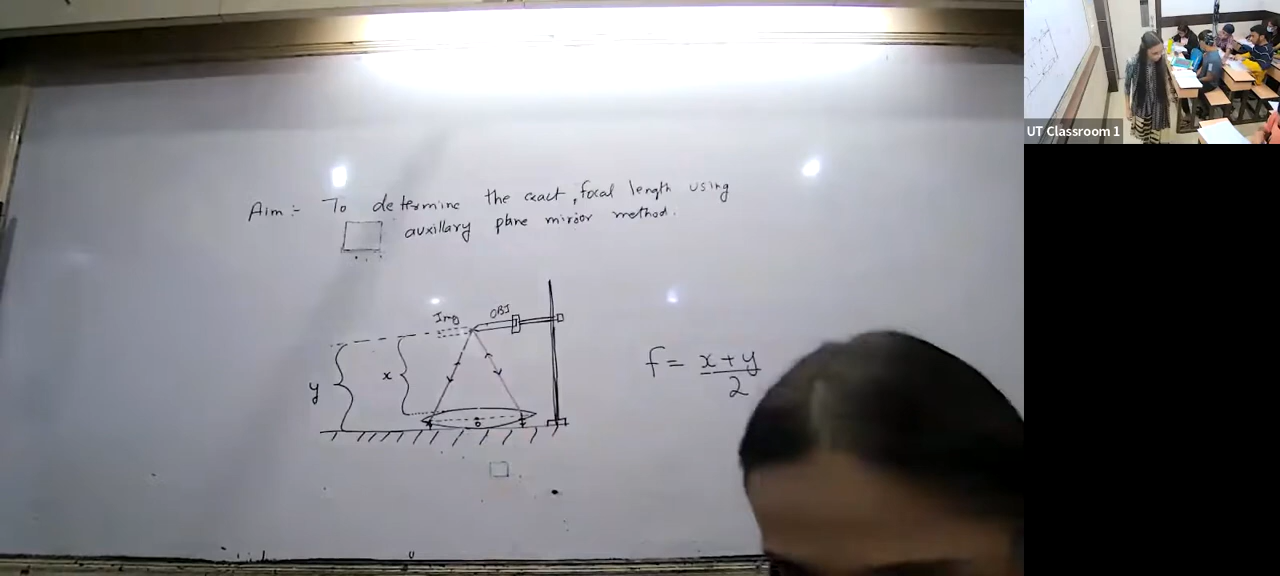 Aim :- To determine the exact, focal length using
auxillary plane mirror method.
Img OBJ
y x
f = x + y / 2
o
UT Classroom 1